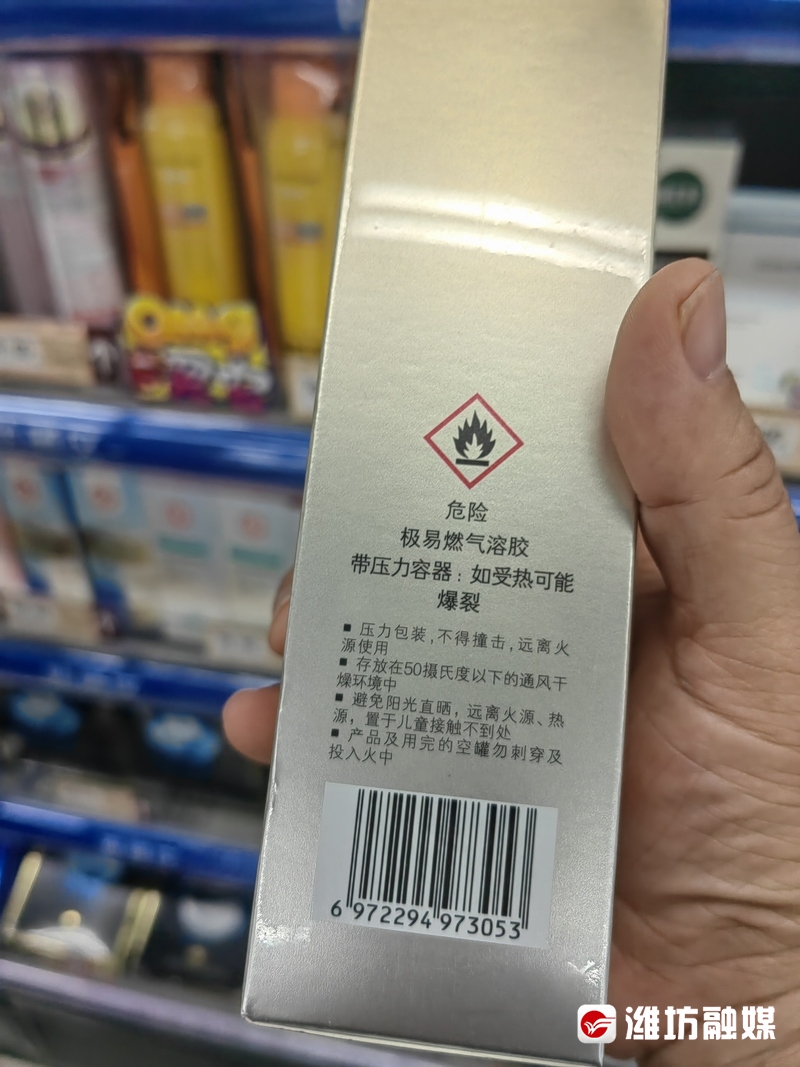 危险
极易燃气溶胶
带压力容器：如受热可能
爆裂
■ 压力包装,不得撞击,远离火
源使用
■ 存放在50摄氏度以下的通风干
燥环境中
■ 避免阳光直晒，远离火源、热
源，置于儿童接触不到处
■ 产品及用完的空罐勿刺穿及
投入火中
6 972294 973053
潍坊融媒